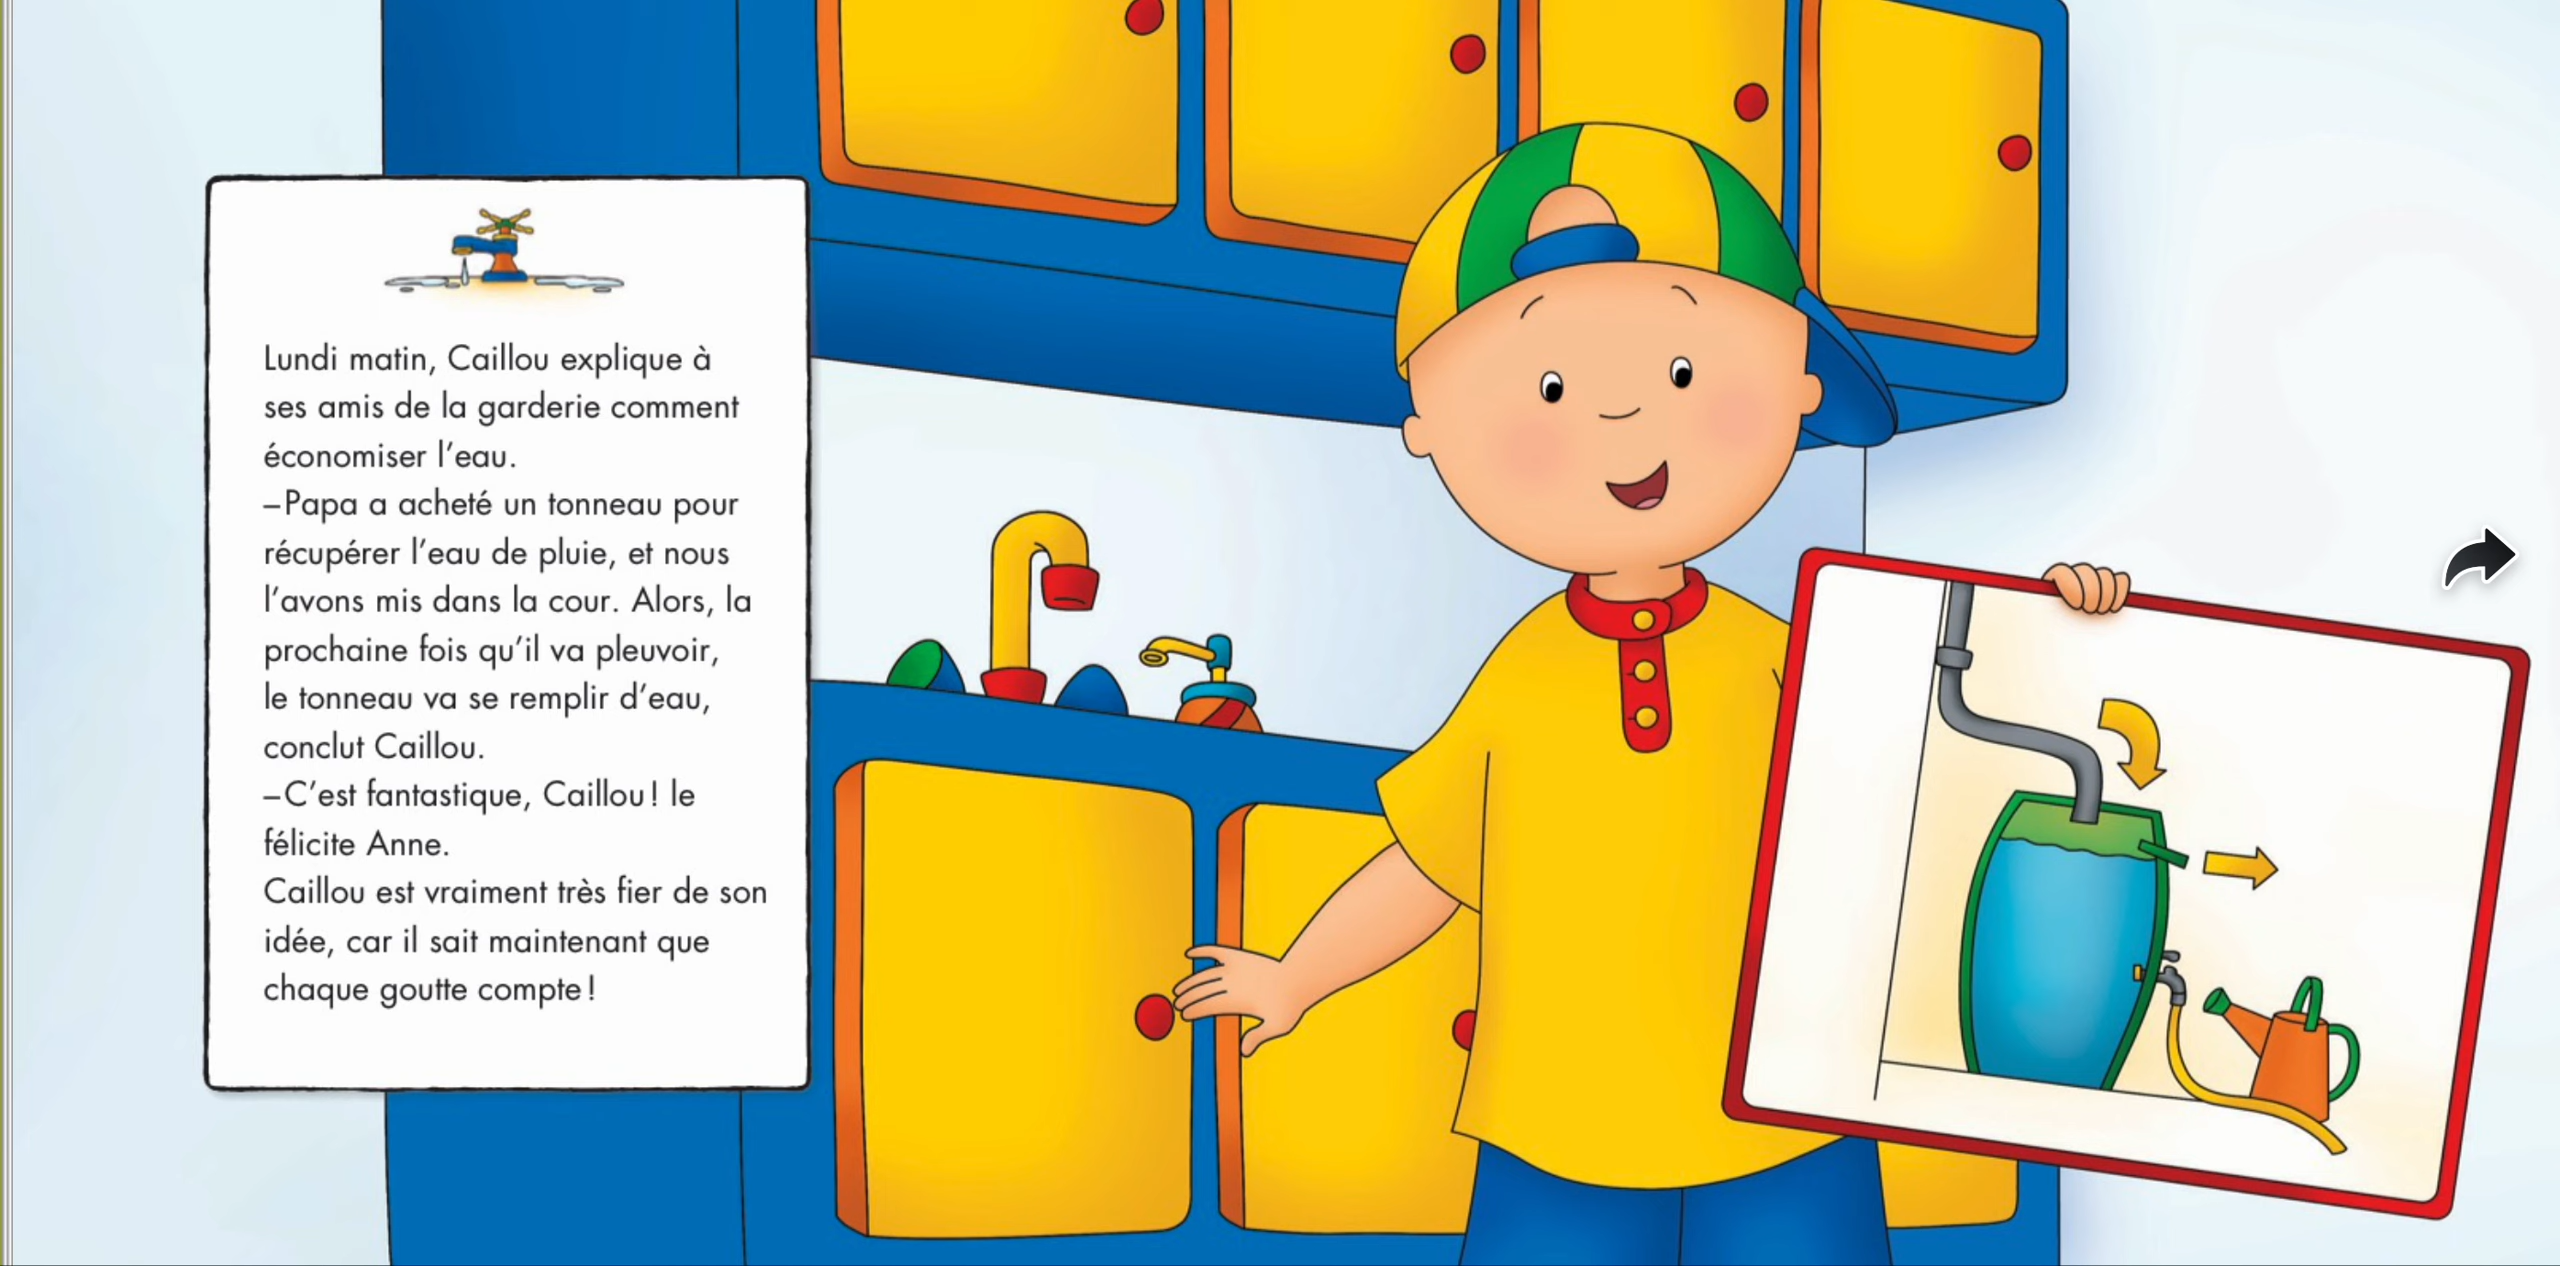 Lundi matin, Caillou explique à
ses amis de la garderie comment
économiser l’eau.
–Papa a acheté un tonneau pour
récupérer l’eau de pluie, et nous
l’avons mis dans la cour. Alors, la
prochaine fois qu’il va pleuvoir,
le tonneau va se remplir d’eau,
conclut Caillou.
–C’est fantastique, Caillou! le
félicite Anne.
Caillou est vraiment très fier de son
idée, car il sait maintenant que
chaque goutte compte!